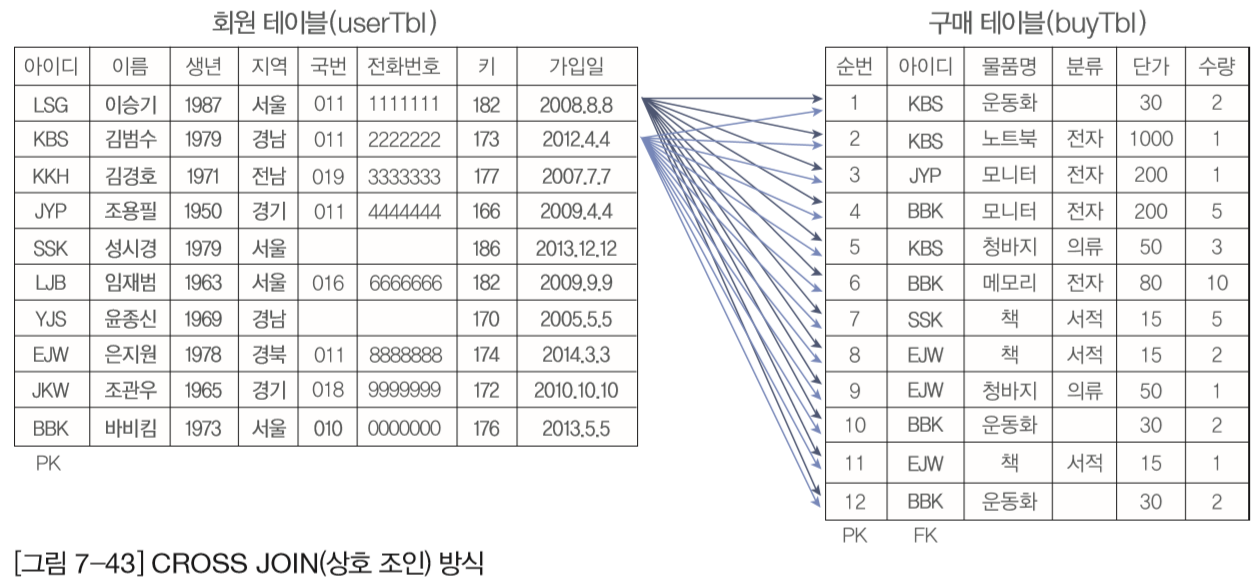 회원 테이블(userTbl)
아이디 이름 생년 지역 국번 전화번호 키 가입일
LSG 이승기 1987 서울 011 1111111 182 2008.8.8
KBS 김범수 1979 경남 011 2222222 173 2012.4.4
KKH 김경호 1971 전남 019 3333333 177 2007.7.7
JYP 조용필 1950 경기 011 4444444 166 2009.4.4
SSK 성시경 1979 서울 186 2013.12.12
LJB 임재범 1963 서울 016 6666666 182 2009.9.9
YJS 윤종신 1969 경남 170 2005.5.5
EJW 은지원 1978 경북 011 8888888 174 2014.3.3
JKW 조관우 1965 경기 018 9999999 172 2010.10.10
BBK 바비킴 1973 서울 010 0000000 176 2013.5.5
PK
구매 테이블(buyTbl)
순번 아이디 물품명 분류 단가 수량
1 KBS 운동화 30 2
2 KBS 노트북 전자 1000 1
3 JYP 모니터 전자 200 1
4 BBK 모니터 전자 200 5
5 KBS 청바지 의류 50 3
6 BBK 메모리 전자 80 10
7 SSK 책 서적 15 5
8 EJW 책 서적 15 2
9 EJW 청바지 의류 50 1
10 BBK 운동화 30 2
11 EJW 책 서적 15 1
12 BBK 운동화 30 2
PK FK
[그림 7-43] CROSS JOIN(상호 조인) 방식